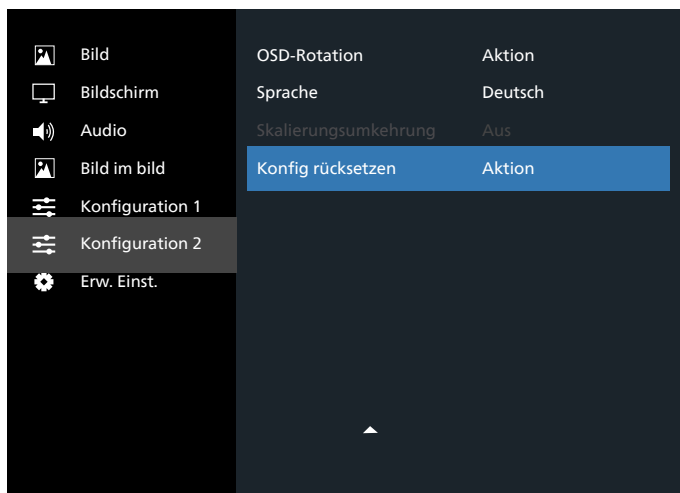 Bild
Bildschirm
Audio
Bild im bild
Konfiguration 1
Konfiguration 2
Erw. Einst.
OSD-Rotation Aktion
Sprache Deutsch
Skalierungsumkehrung Aus
Konfig rücksetzen Aktion